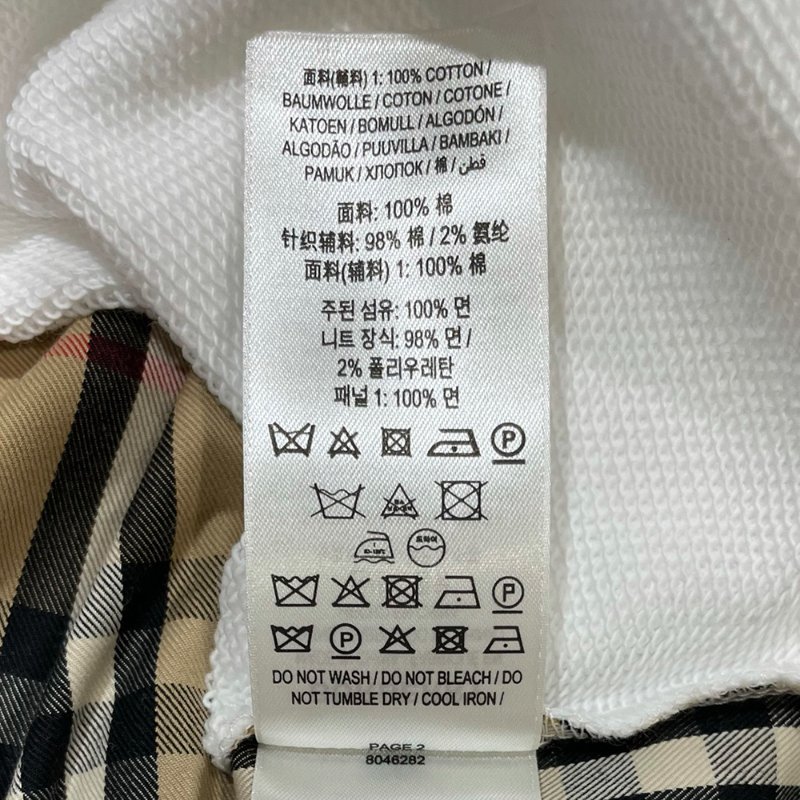 面料(輔料) 1: 100% COTTON /
BAUMWOLLE / COTON / COTONE /
KATOEN / BOMULL / ALGODÓN /
ALGODÃO / PUUVILLA / BAMBAKI /
PAMUK / ХЛОПОК / 棉 / قطن /
面料: 100% 棉
针织辅料: 98% 棉 / 2% 氨纶
面料(辅料) 1: 100% 棉
주된 섬유: 100% 면
니트 장식: 98% 면 /
2% 폴리우레탄
패널 1: 100% 면
P
드라이
P
P
DO NOT WASH / DO NOT BLEACH / DO
NOT TUMBLE DRY / COOL IRON /
PAGE 2
8046282